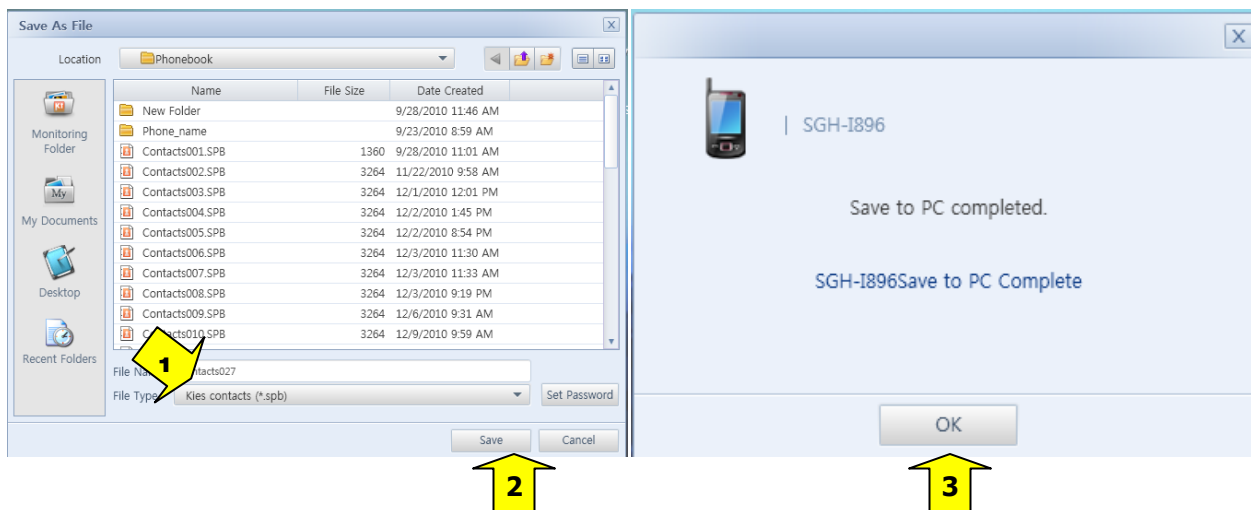 Save As File
Location Phonebook
Name File Size Date Created
New Folder 9/28/2010 11:46 AM
Phone_name 9/23/2010 8:59 AM
Contacts001.SPB 1360 9/28/2010 11:01 AM
Contacts002.SPB 3264 11/22/2010 9:58 AM
Contacts003.SPB 3264 12/1/2010 12:01 PM
Contacts004.SPB 3264 12/2/2010 1:45 PM
Contacts005.SPB 3264 12/2/2010 8:54 PM
Contacts006.SPB 3264 12/3/2010 11:30 AM
Contacts007.SPB 3264 12/3/2010 11:33 AM
Contacts008.SPB 3264 12/3/2010 9:19 PM
Contacts009.SPB 3264 12/6/2010 9:31 AM
Contacts010.SPB 3264 12/9/2010 9:59 AM
Monitoring
Folder
My
My Documents
Desktop
Recent Folders
1
File ntacts027
File Type Kies contacts (*.spb) Set Password
Save Cancel
2
SGH-I896
Save to PC completed.
SGH-I896Save to PC Complete
OK
3